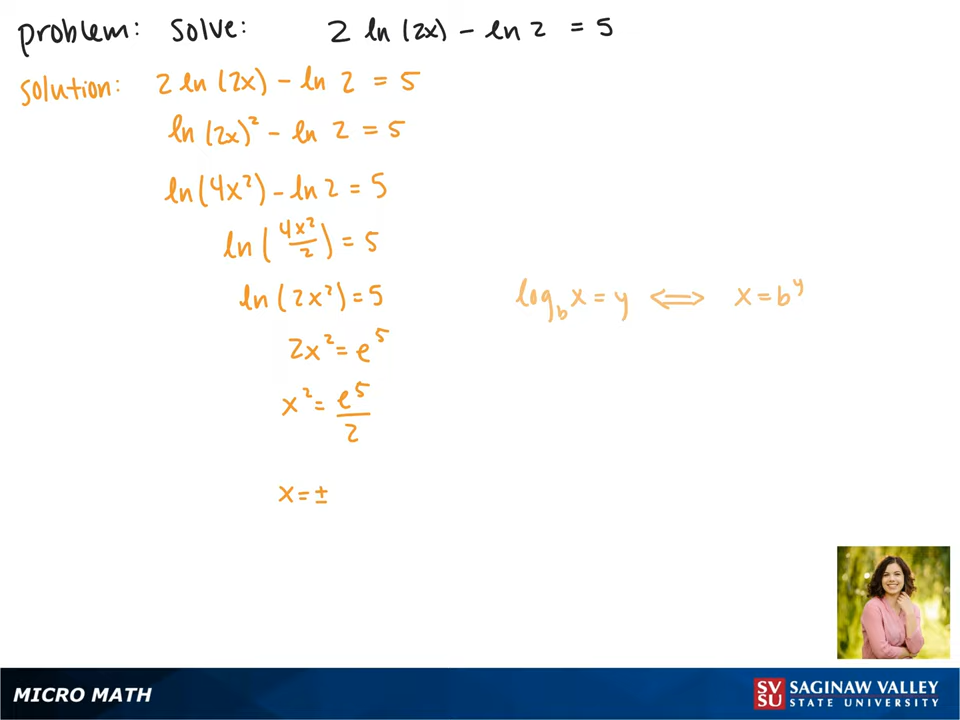 problem: solve: 2 ln (2x) - ln 2 = 5
solution: 2 ln (2x) - ln 2 = 5
ln (2x)² - ln 2 = 5
ln (4x²) - ln 2 = 5
ln (4x²/2) = 5
ln (2x²) = 5
log_b x = y ⟺ x = b^y
2x² = e⁵
x² = e⁵/2
x = ±
MICRO MATH
SV SU
SAGINAW VALLEY
STATE UNIVERSITY